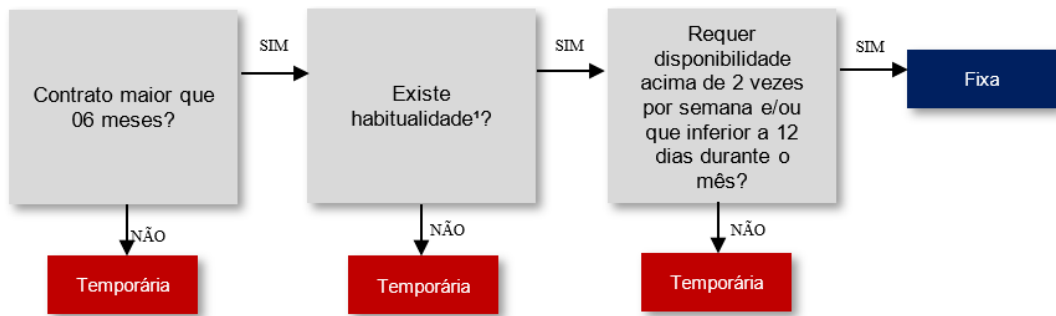 Contrato maior que
06 meses?
SIM
NÃO
Temporária
Existe
habitualidade¹?
SIM
NÃO
Temporária
Requer
disponibilidade
acima de 2 vezes
por semana e/ou
que inferior a 12
dias durante o
mês?
SIM
NÃO
Temporária
Fixa